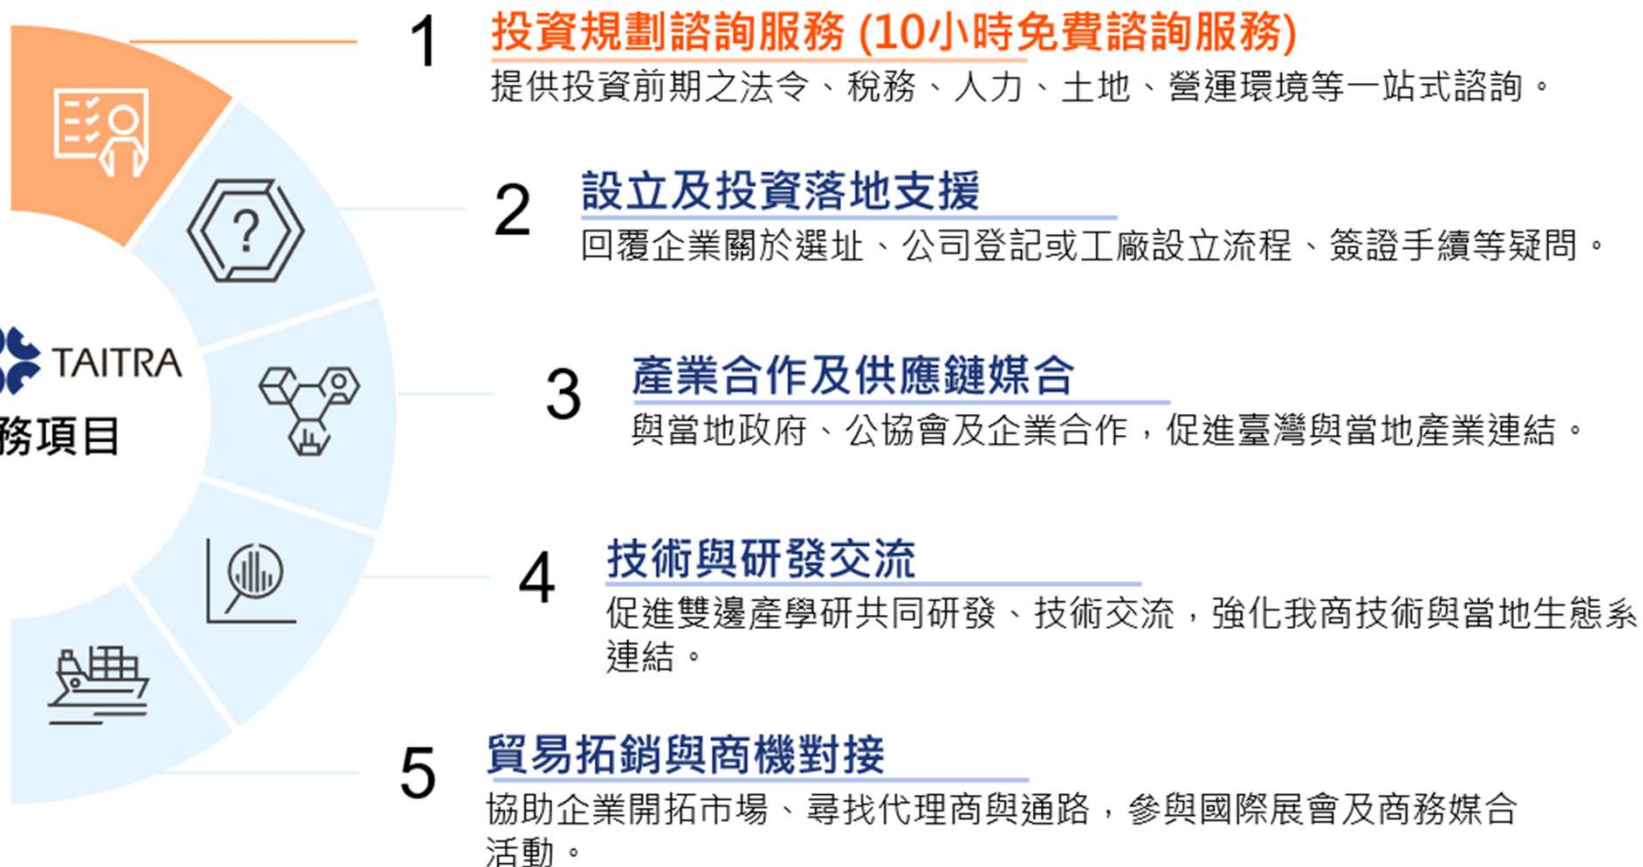 1
投資規劃諮詢服務 (10小時免費諮詢服務)
提供投資前期之法令、稅務、人力、土地、營運環境等一站式諮詢。
2
設立及投資落地支援
回覆企業關於選址、公司登記或工廠設立流程、簽證手續等疑問。
?
TAITRA
務項目
3
產業合作及供應鏈媒合
與當地政府、公協會及企業合作，促進臺灣與當地產業連結。
4
技術與研發交流
促進雙邊產學研共同研發、技術交流，強化我商技術與當地生態系
連結。
5
貿易拓銷與商機對接
協助企業開拓市場、尋找代理商與通路，參與國際展會及商務媒合
活動。